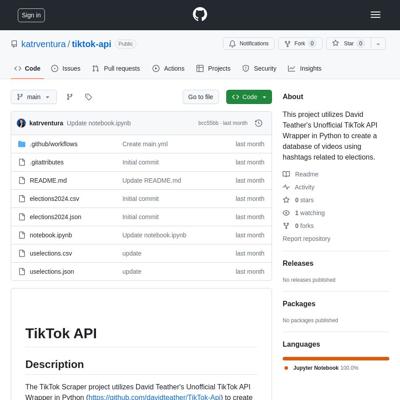 Sign in
katrventura / tiktok-api Public
Notifications Fork 0 Star 0
Code Issues Pull requests Actions Projects Security Insights
main Go to file Code
katrventura Update notebook.ipynb bcc55bb · last month
.github/workflows Create main.yml last month
.gitattributes Initial commit last month
README.md Update README.md last month
elections2024.csv Initial commit last month
elections2024.json Initial commit last month
notebook.ipynb Update notebook.ipynb last month
uselections.csv update last month
uselections.json update last month
TikTok API
Description
The TikTok Scraper project utilizes David Teather's Unofficial TikTok API
Wrapper in Python (https://github.com/davidteather/TikTok-Api) to create
About
This project utilizes David
Teather's Unofficial TikTok API
Wrapper in Python to create a
database of videos using
hashtags related to elections.
Readme
Activity
0 stars
1 watching
0 forks
Report repository
Releases
No releases published
Packages
No packages published
Languages
Jupyter Notebook 100.0%